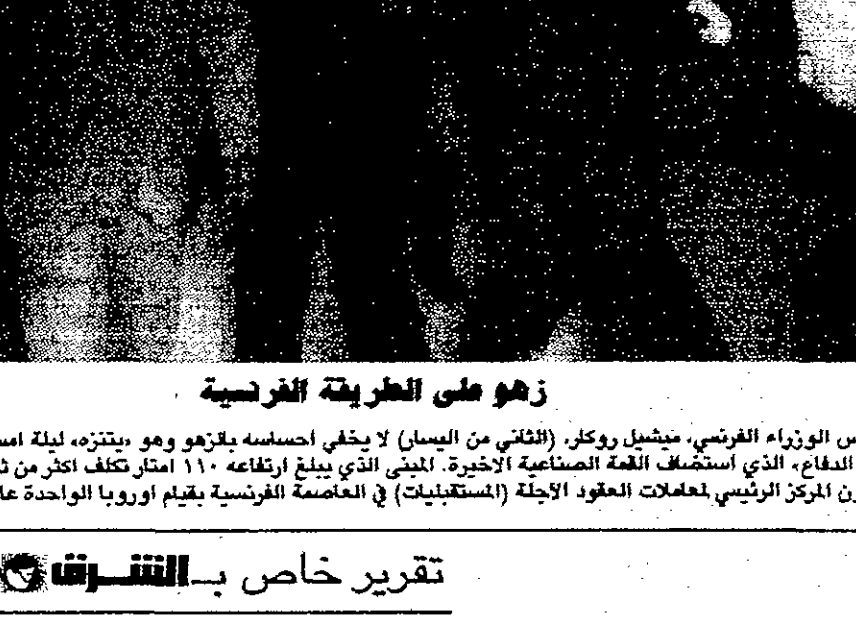 زهو على الطريقة الفرنسية
س الوزراء الفرنسي، ميشيل روكار، (الثاني من اليسار) لا يخفي احساسه بالزهو وهو «يتنزه» ليلة امس
الدفاع» الذي استضاف القمة الصناعية الاخيرة. المبنى الذي يبلغ ارتفاعه ١١٠ امتار تكلف اكثر من ث
ون المركز الرئيسي لمعاملات العقود الآجلة (المستقبليات) في العاصمة الفرنسية بقيام اوروبا الواحدة عا
تقرير خاص بـ الشرق